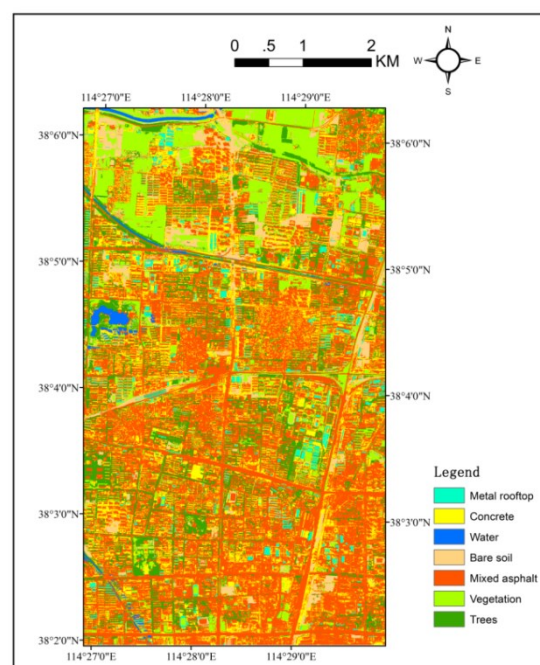 N
0 .5 1 2
KM
W E
S
114°27'0"E 114°28'0"E 114°29'0"E
38°6'0"N 38°6'0"N
38°5'0"N 38°5'0"N
38°4'0"N 38°4'0"N
38°3'0"N 38°3'0"N
38°2'0"N
114°27'0"E 114°28'0"E 114°29'0"E
Legend
Metal rooftop
Concrete
Water
Bare soil
Mixed asphalt
Vegetation
Trees